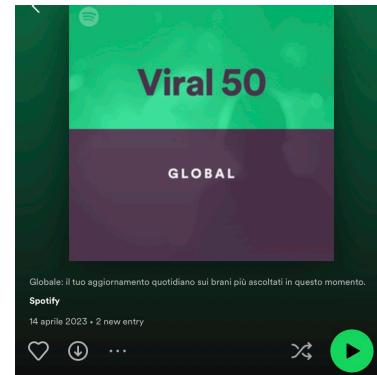 Viral 50
GLOBAL
Globale: il tuo aggiornamento quotidiano sui brani più ascoltati in questo momento.
Spotify
14 aprile 2023 • 2 new entry